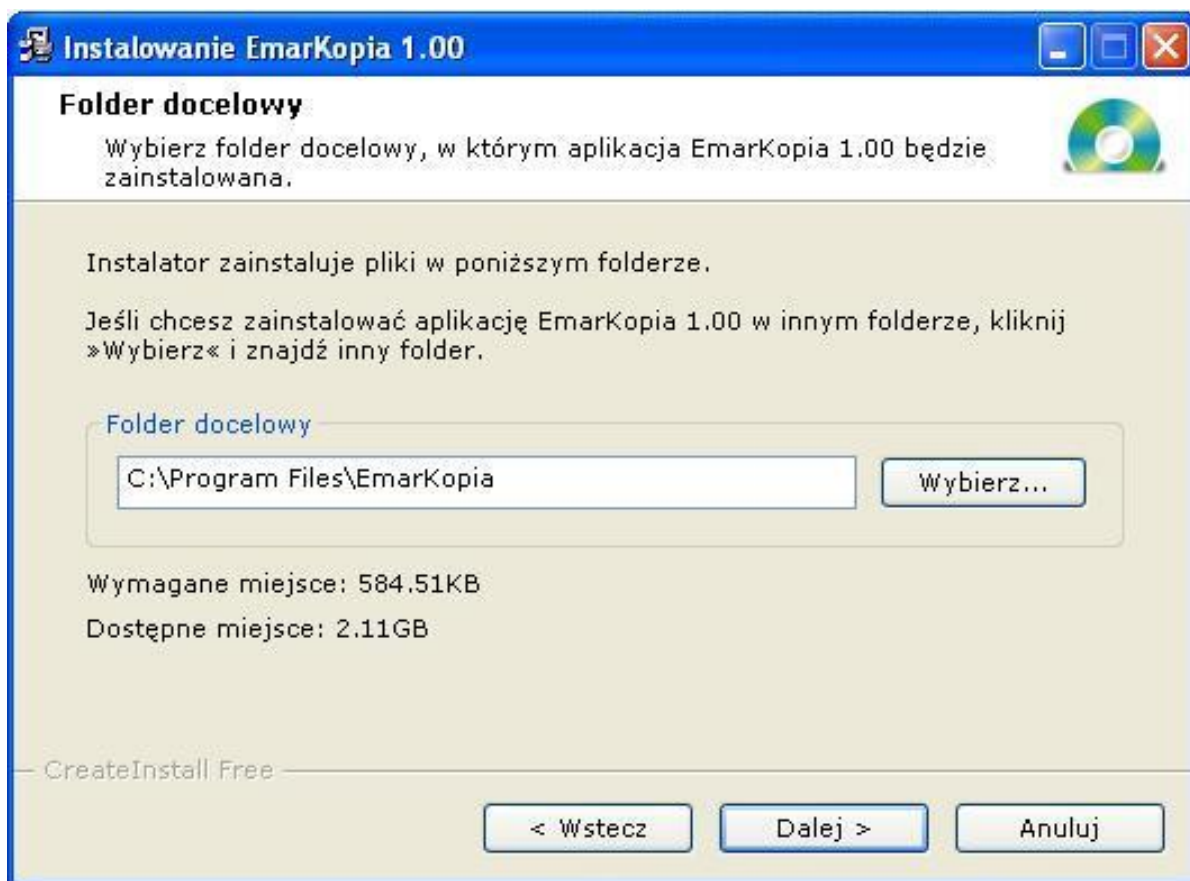 Instalowanie EmarKopia 1.00
Folder docelowy
Wybierz folder docelowy, w którym aplikacja EmarKopia 1.00 będzie
zainstalowana.
Instalator zainstaluje pliki w poniższym folderze.
Jeśli chcesz zainstalować aplikację EmarKopia 1.00 w innym folderze, kliknij
»Wybierz« i znajdź inny folder.
Folder docelowy
C:\Program Files\EmarKopia
Wybierz...
Wymagane miejsce: 584.51KB
Dostępne miejsce: 2.11GB
CreateInstall Free
< Wstecz
Dalej >
Anuluj